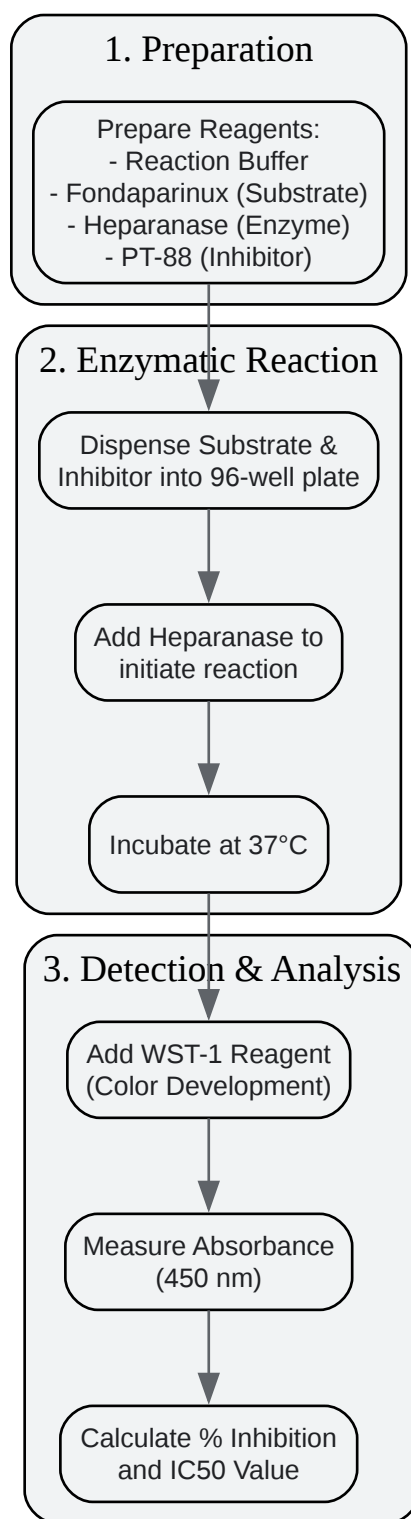 1. Preparation
Prepare Reagents:
- Reaction Buffer
- Fondaparinux (Substrate)
- Heparanase (Enzyme)
- PT-88 (Inhibitor)
2. Enzymatic Reaction
Dispense Substrate &
Inhibitor into 96-well plate
Add Heparanase to
initiate reaction
Incubate at 37°C
3. Detection & Analysis
Add WST-1 Reagent
(Color Development)
Measure Absorbance
(450 nm)
Calculate % Inhibition
and IC50 Value